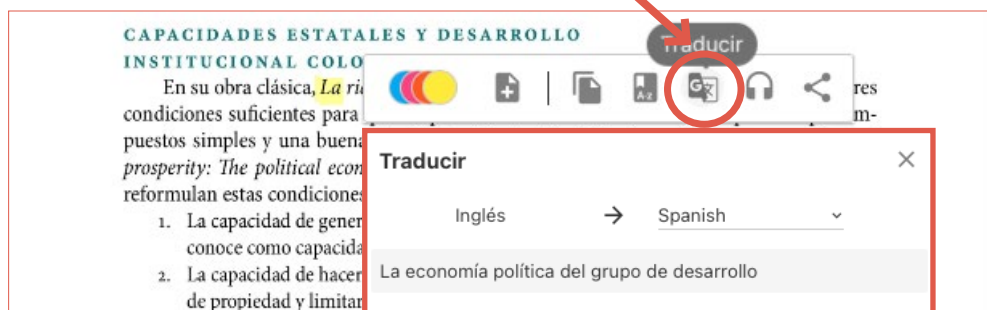 CAPACIDADES ESTATALES Y DESARROLLO
Traducir
INSTITUCIONAL COLO
En su obra clásica, La ri
res
condiciones suficientes para
m-
puestos simples y una buena
prosperity: The political econ
reformulan estas condiciones
1. La capacidad de gener
conoce como capacida
2. La capacidad de hacer
de propiedad y limitar
A-Z
G
Traducir
Inglés → Spanish
La economía política del grupo de desarrollo